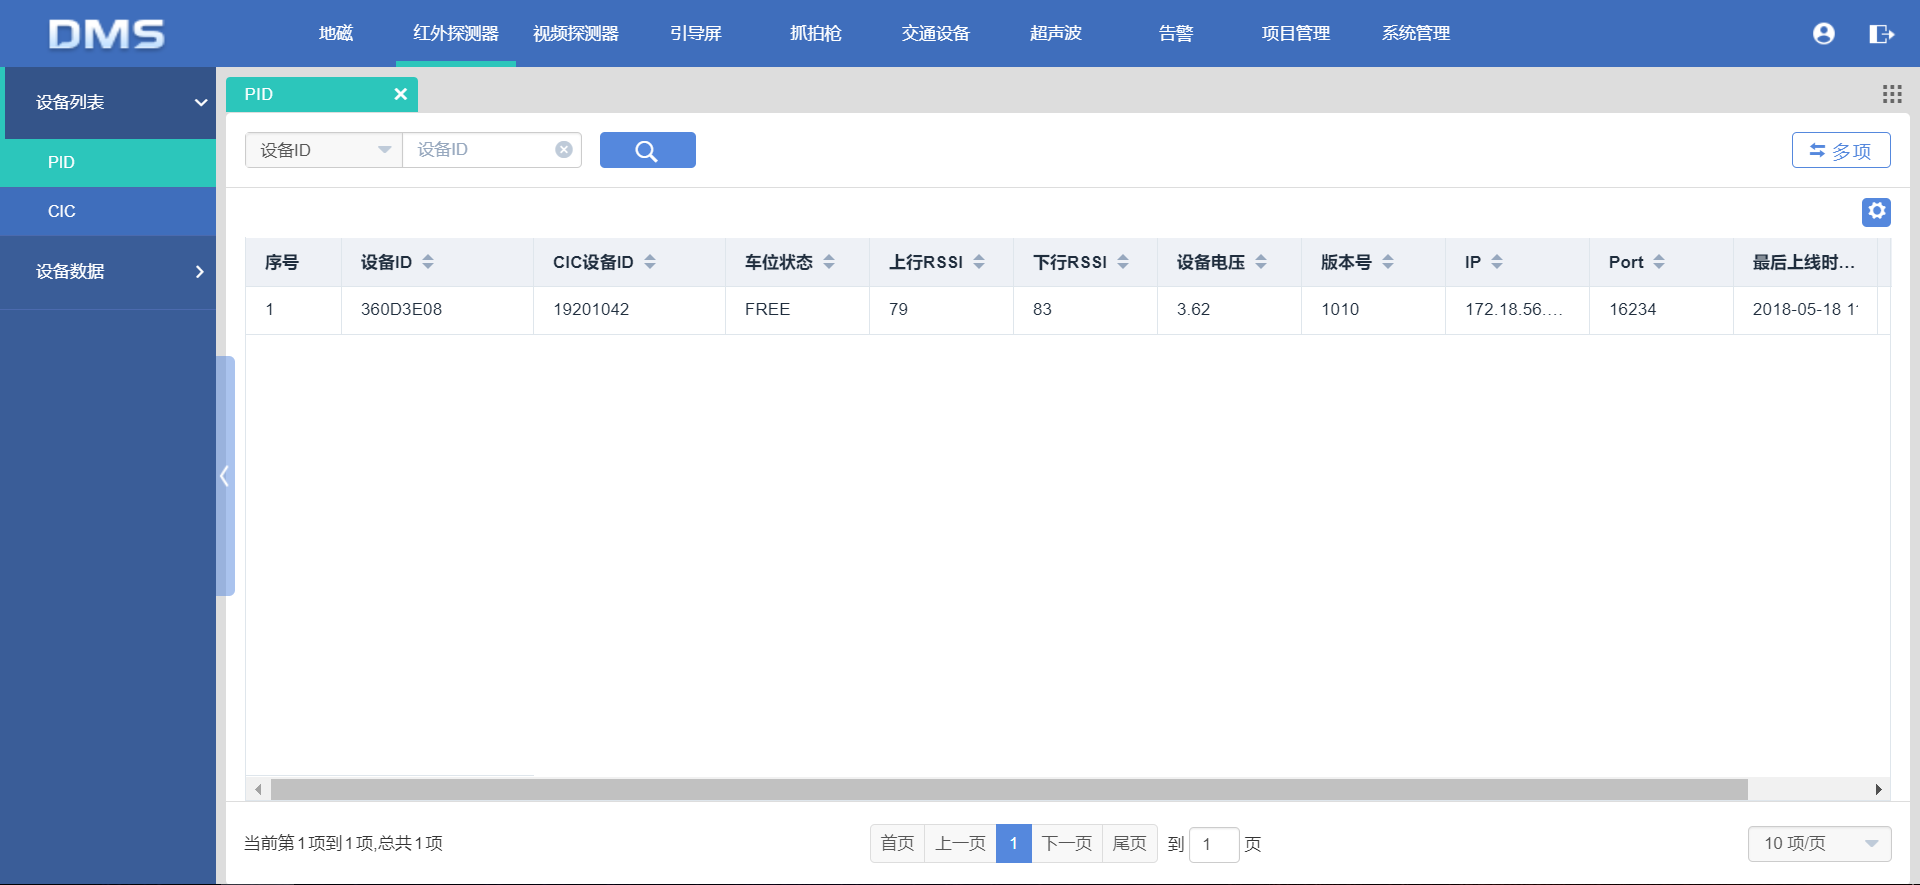 DMS
地磁 红外探测器 视频探测器 引导屏 抓拍枪 交通设备 超声波 告警 项目管理 系统管理
设备列表
PID
CIC
设备数据
PID
设备ID 设备ID
多项
序号 设备ID CIC设备ID 车位状态 上行RSSI 下行RSSI 设备电压 版本号 IP Port 最后上线时...
1 360D3E08 19201042 FREE 79 83 3.62 1010 172.18.56.... 16234 2018-05-18 1
当前第1项到1项,总共1项
首页 上一页 1 下一页 尾页 到 1 页
10 项/页